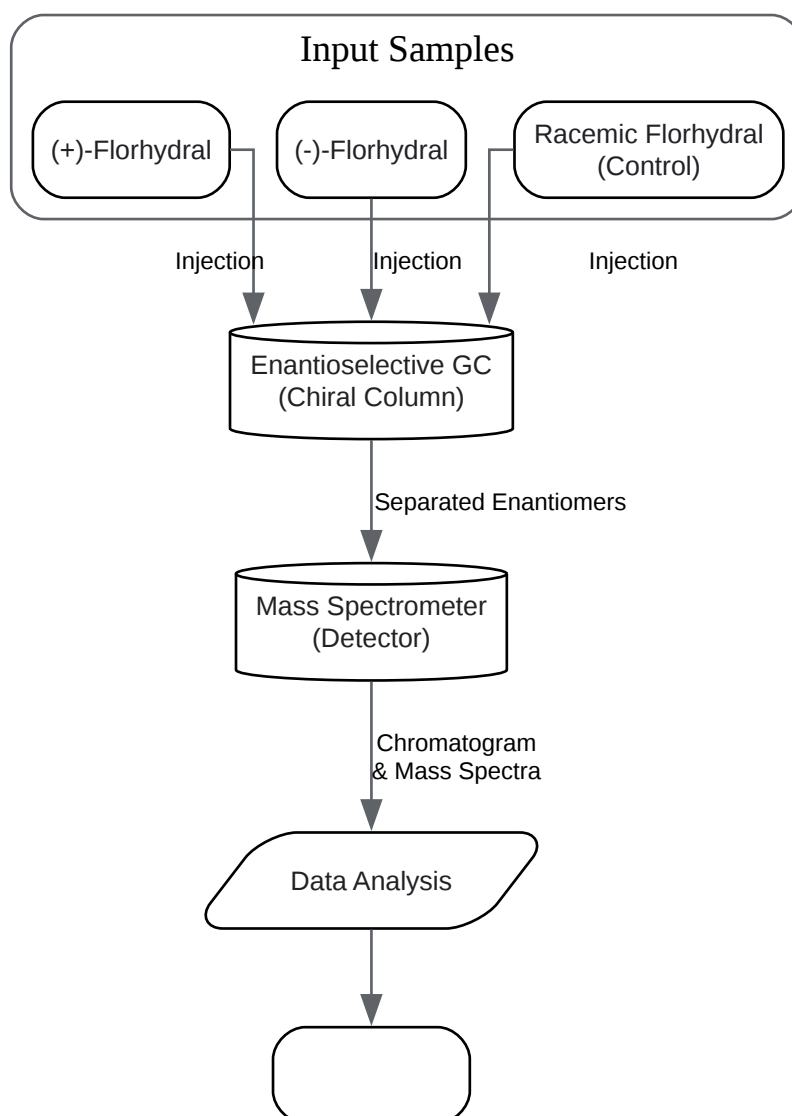 Input Samples
(+)-Florhydral
(-)-Florhydral
Racemic Florhydral
(Control)
Injection
Injection
Injection
Enantioselective GC
(Chiral Column)
Separated Enantiomers
Mass Spectrometer
(Detector)
Chromatogram
& Mass Spectra
Data Analysis